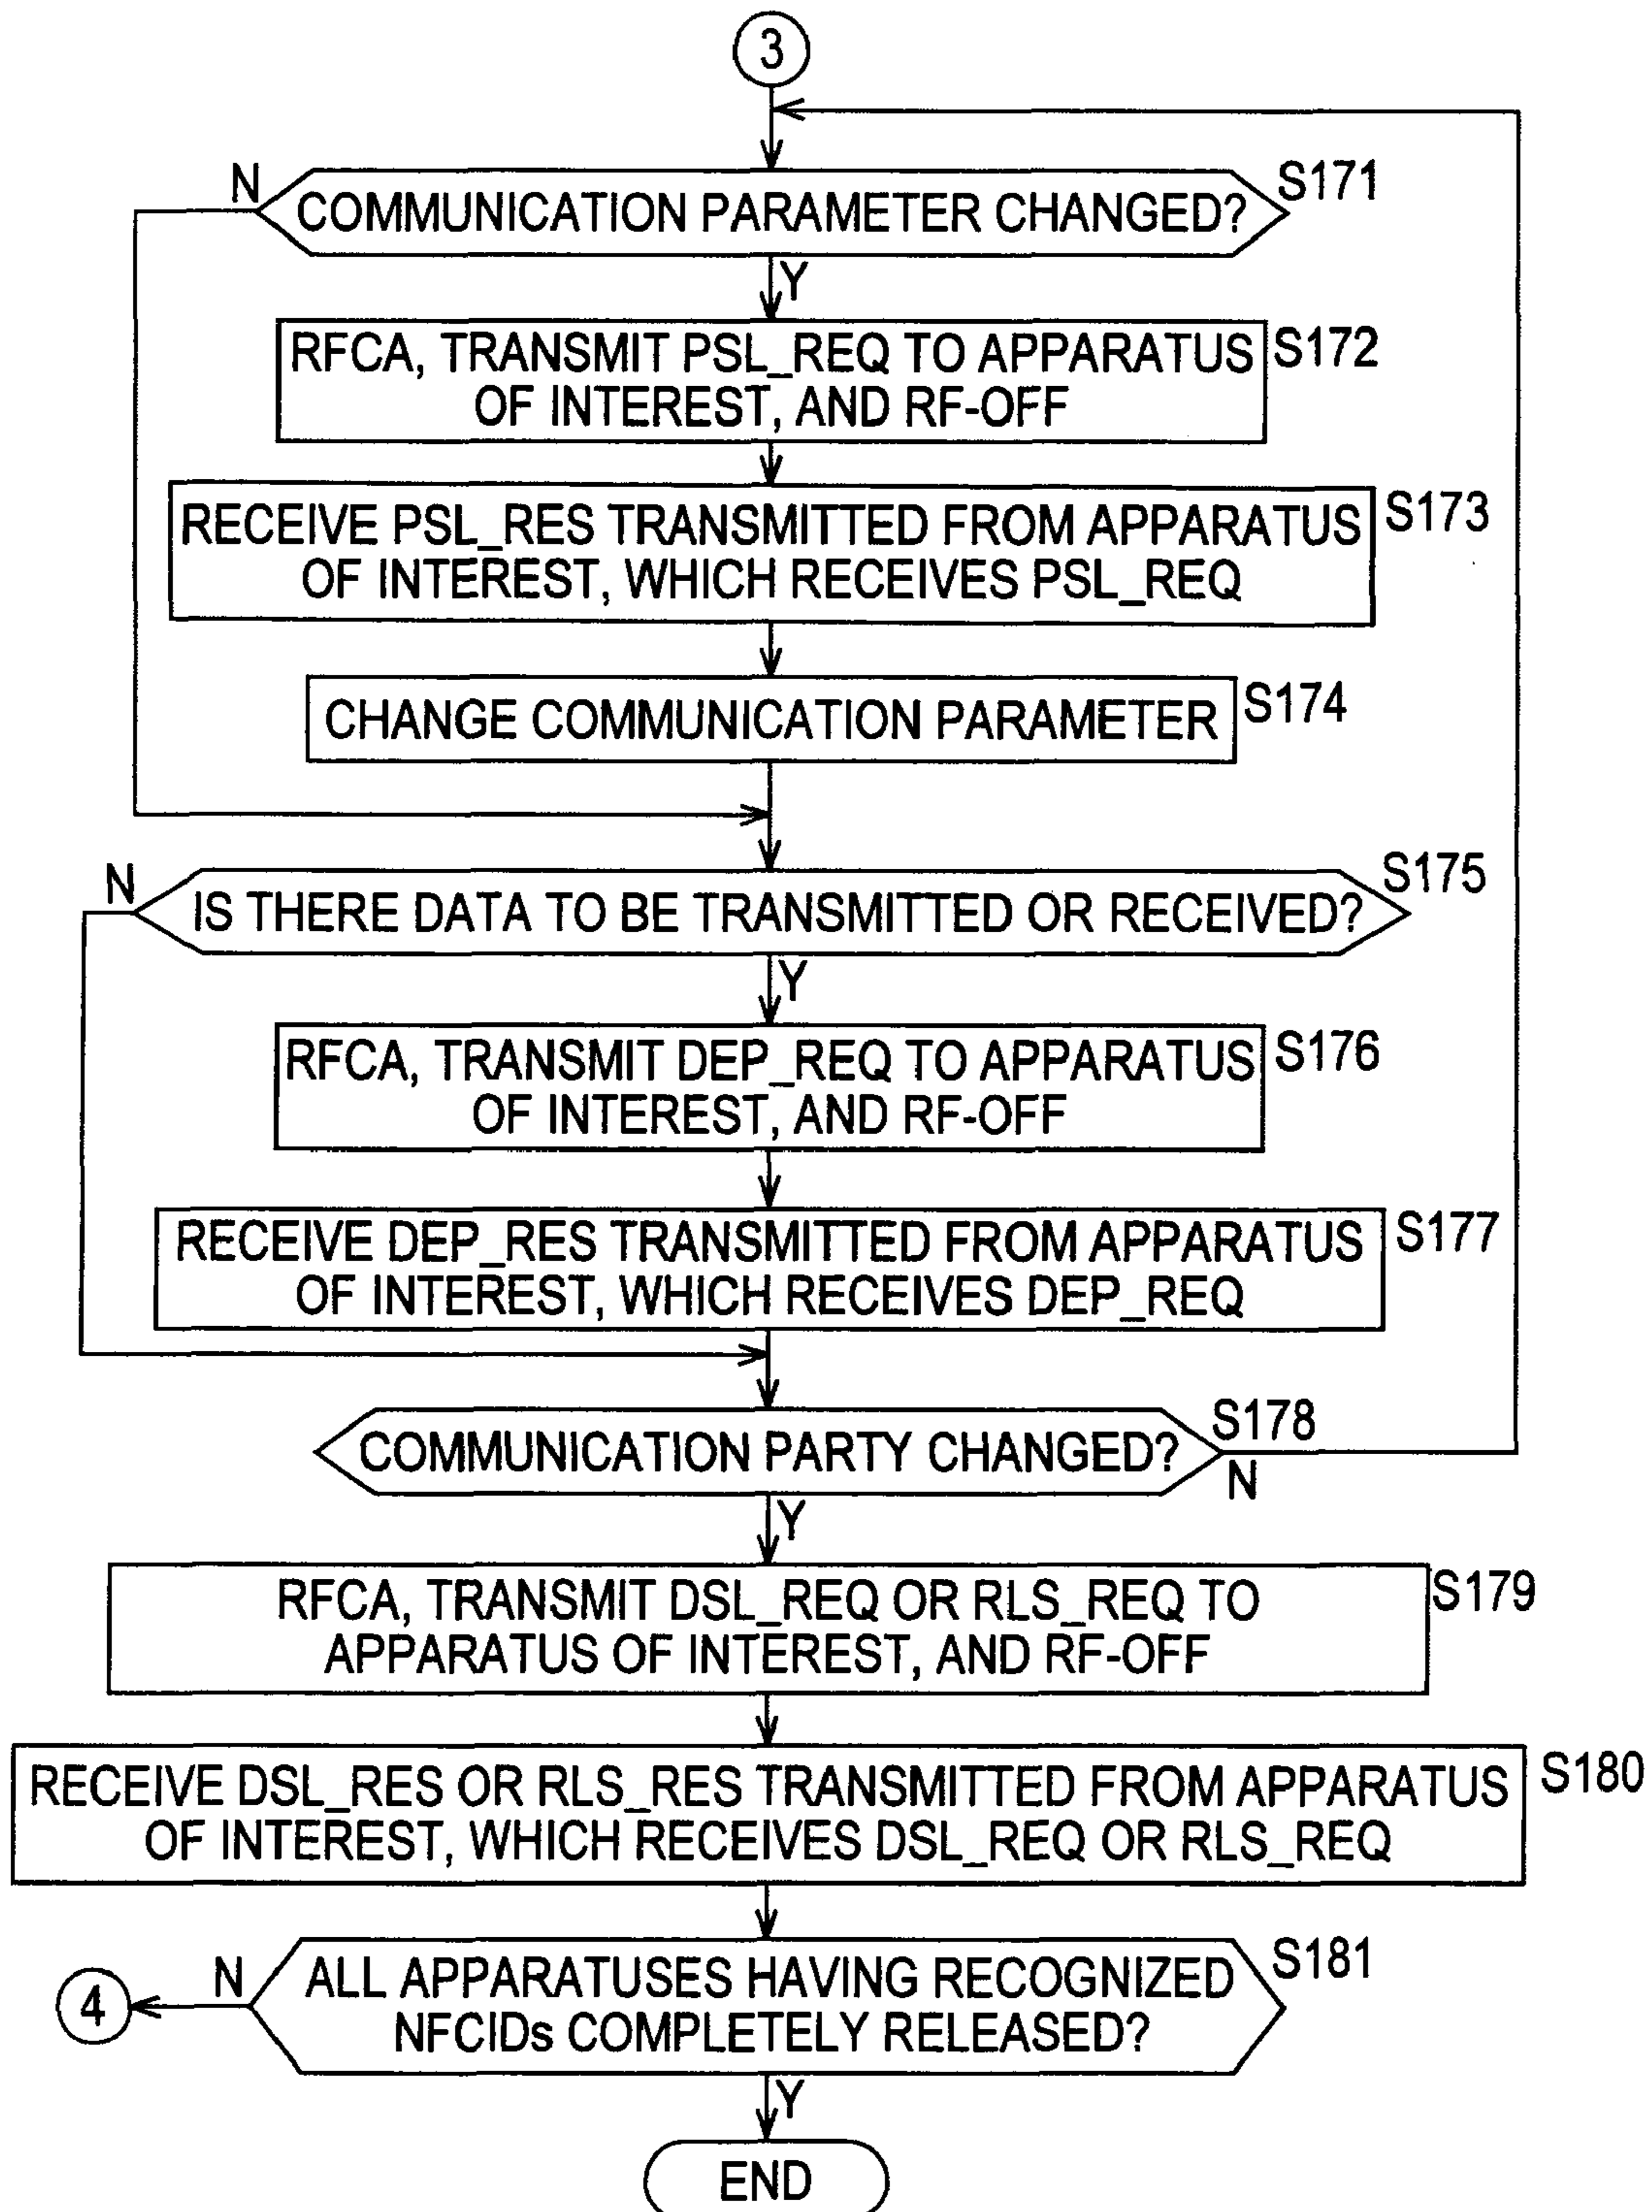 3
N
COMMUNICATION PARAMETER CHANGED?
S171
Y
RFCA, TRANSMIT PSL_REQ TO APPARATUS
OF INTEREST, AND RF-OFF
S172
RECEIVE PSL_RES TRANSMITTED FROM APPARATUS
OF INTEREST, WHICH RECEIVES PSL_REQ
S173
CHANGE COMMUNICATION PARAMETER
S174
N
IS THERE DATA TO BE TRANSMITTED OR RECEIVED?
S175
Y
RFCA, TRANSMIT DEP_REQ TO APPARATUS
OF INTEREST, AND RF-OFF
S176
RECEIVE DEP_RES TRANSMITTED FROM APPARATUS
OF INTEREST, WHICH RECEIVES DEP_REQ
S177
COMMUNICATION PARTY CHANGED?
S178
N
Y
RFCA, TRANSMIT DSL_REQ OR RLS_REQ TO
APPARATUS OF INTEREST, AND RF-OFF
S179
RECEIVE DSL_RES OR RLS_RES TRANSMITTED FROM APPARATUS
OF INTEREST, WHICH RECEIVES DSL_REQ OR RLS_REQ
S180
4
N
ALL APPARATUSES HAVING RECOGNIZED
NFCIDs COMPLETELY RELEASED?
S181
Y
END